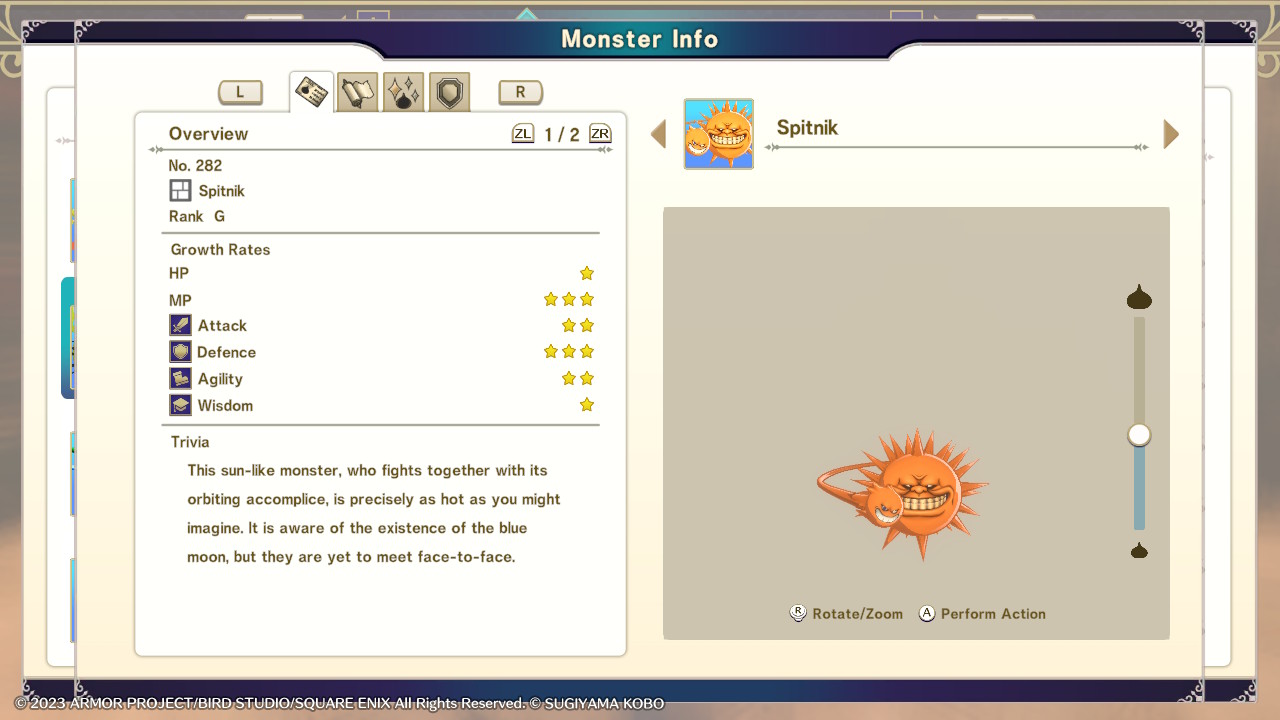 Monster Info
L
R
Overview
ZL 1 / 2 ZR
No. 282
Spitnik
Rank G
Growth Rates
HP
MP
Attack
Defence
Agility
Wisdom
Trivia
This sun-like monster, who fights together with its
orbiting accomplice, is precisely as hot as you might
imagine. It is aware of the existence of the blue
moon, but they are yet to meet face-to-face.
Spitnik
R Rotate/Zoom A Perform Action
© 2023 ARMOR PROJECT/BIRD STUDIO/SQUARE ENIX All Rights Reserved. © SUGIYAMA KOBO